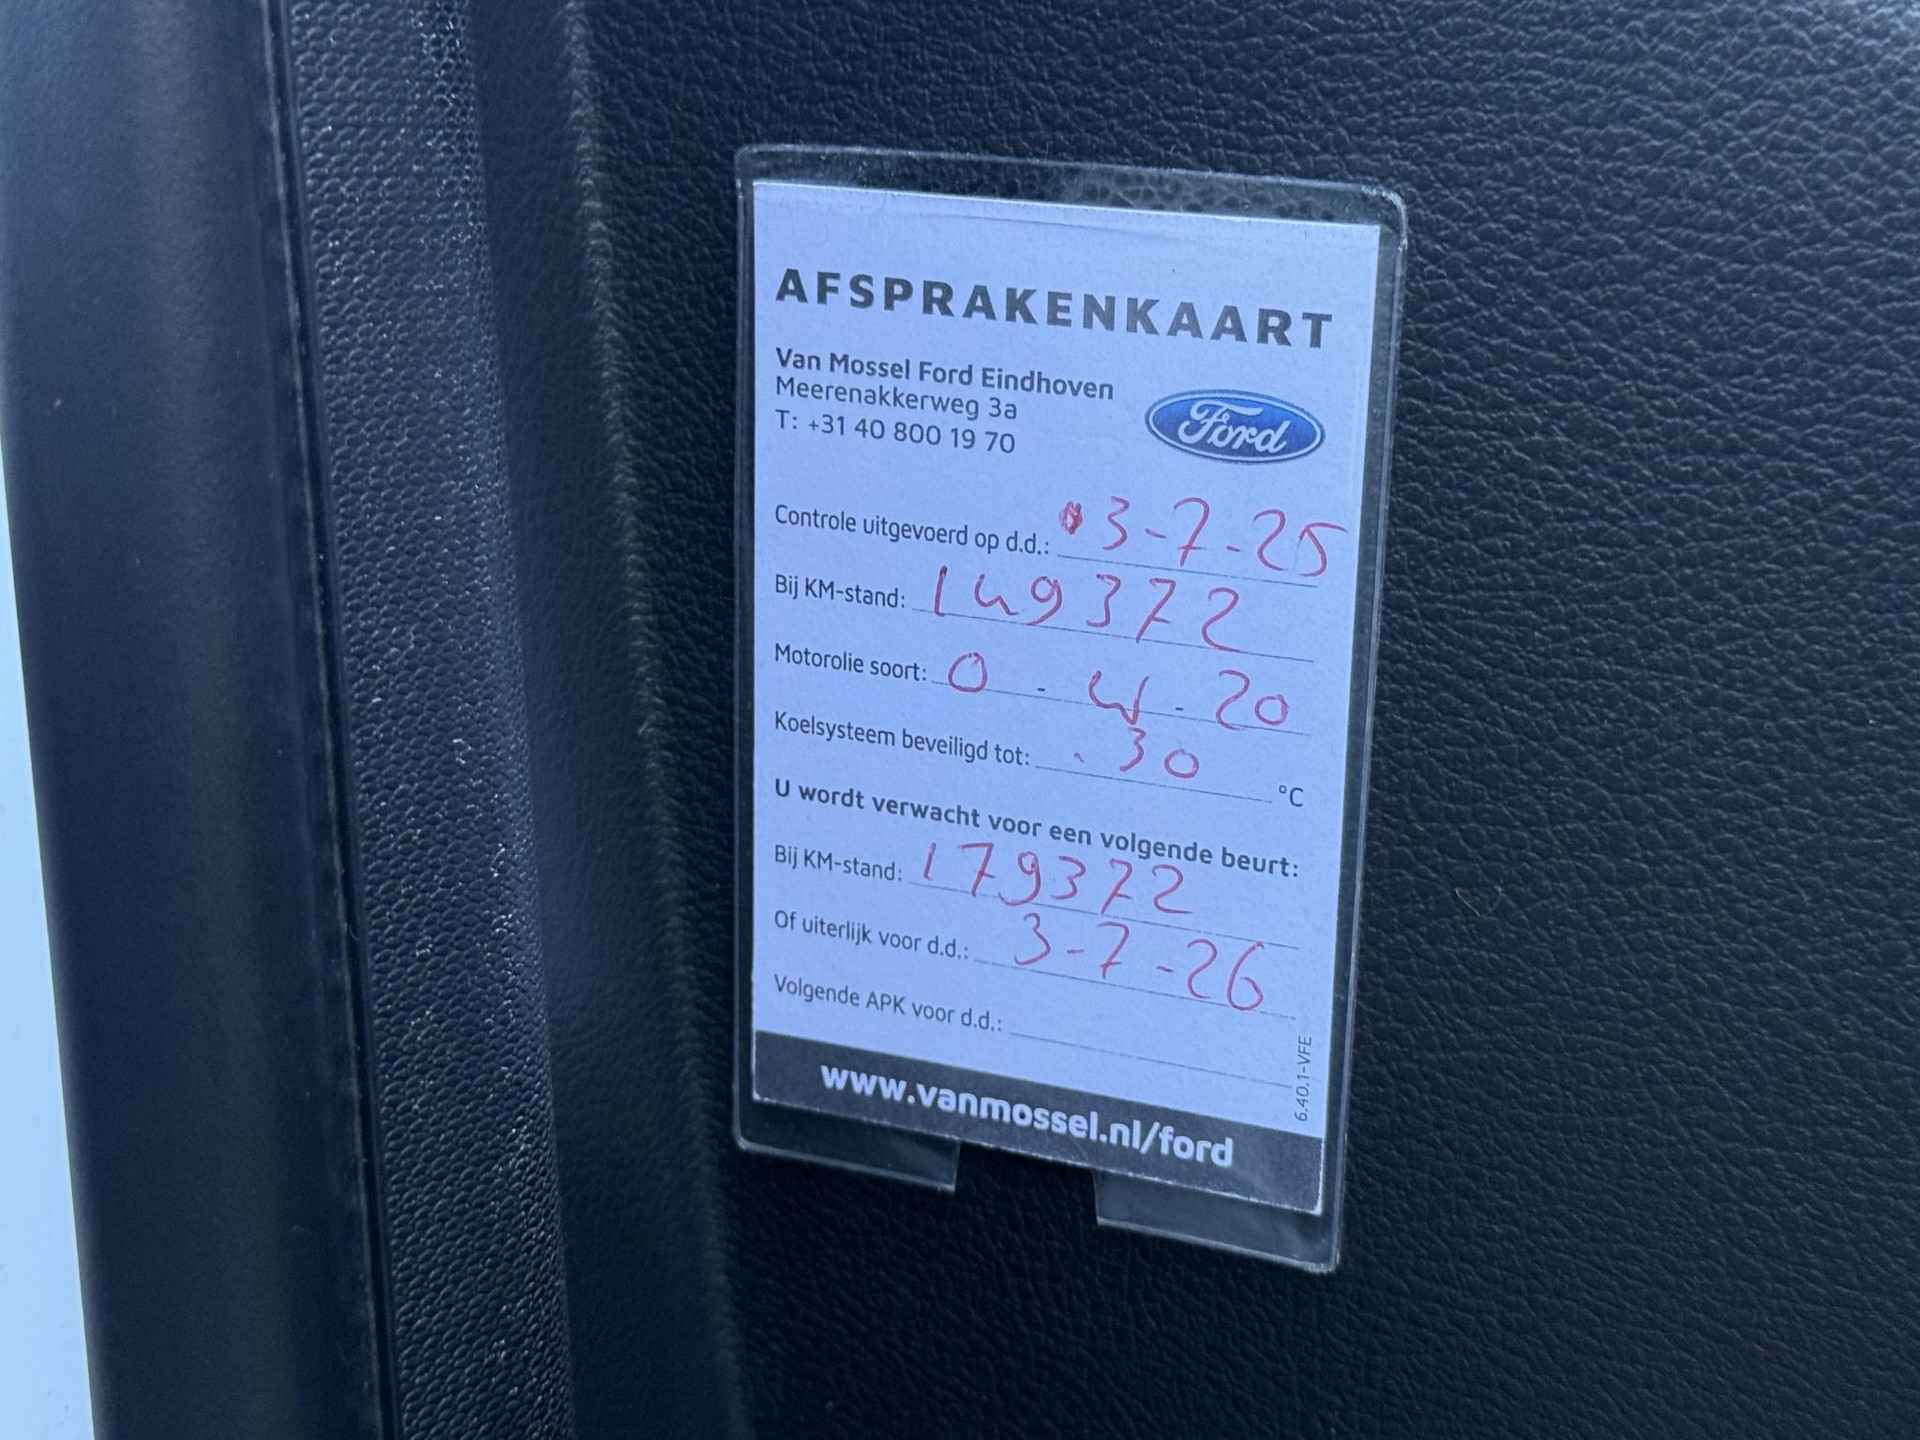 AFSPRAKENKAART
Van Mossel Ford Eindhoven
Meerenakkerweg 3a
T: +31 40 800 19 70
Ford
Controle uitgevoerd op d.d.: 3-7-25
Bij KM-stand: 149372
Motorolie soort: 0 - W - 20
Koelsysteem beveiligd tot: -30 °C
U wordt verwacht voor een volgende beurt:
Bij KM-stand: 179372
Of uiterlijk voor d.d.: 3-7-26
Volgende APK voor d.d.:
6.40.1-VFE
www.vanmossel.nl/ford